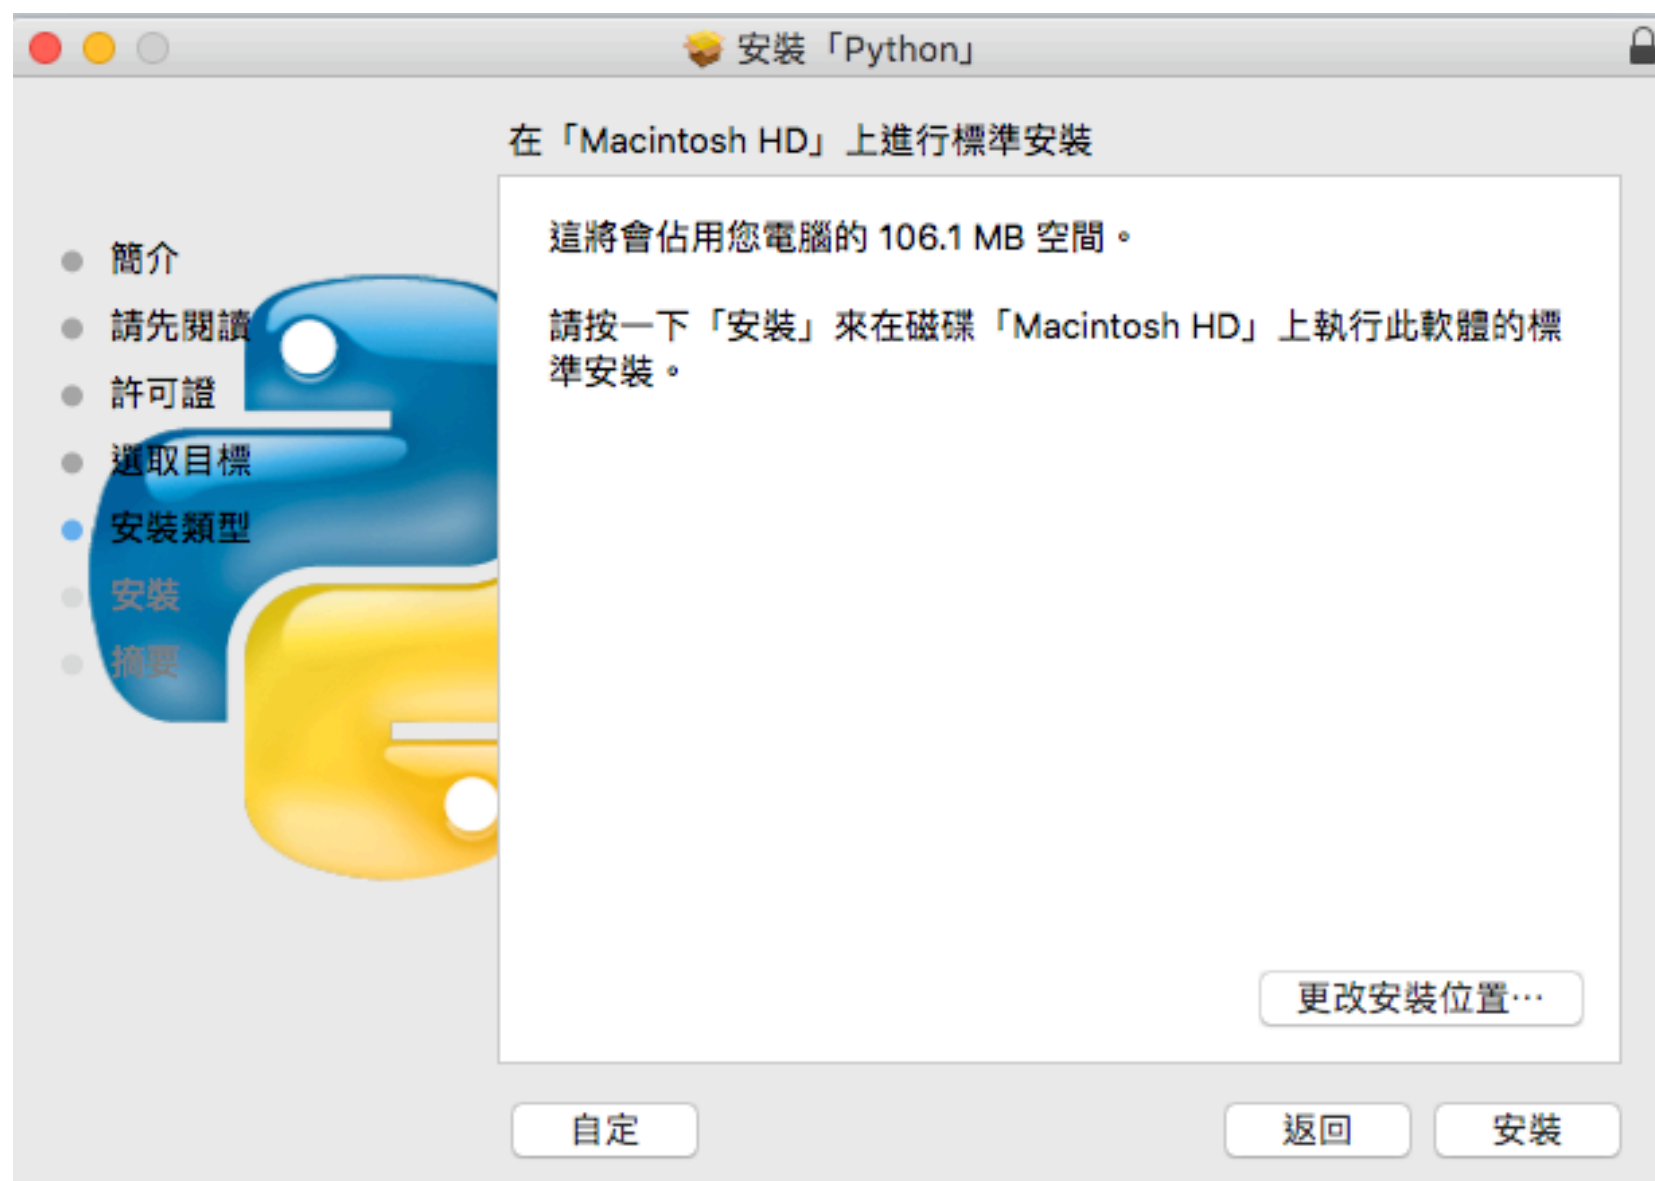 安裝「Python」
在「Macintosh HD」上進行標準安裝
簡介
請先閱讀
許可證
選取目標
安裝類型
安裝
摘要
這將會佔用您電腦的 106.1 MB 空間。
請按一下「安裝」來在磁碟「Macintosh HD」上執行此軟體的標
準安裝。
更改安裝位置⋯
自定
返回
安裝